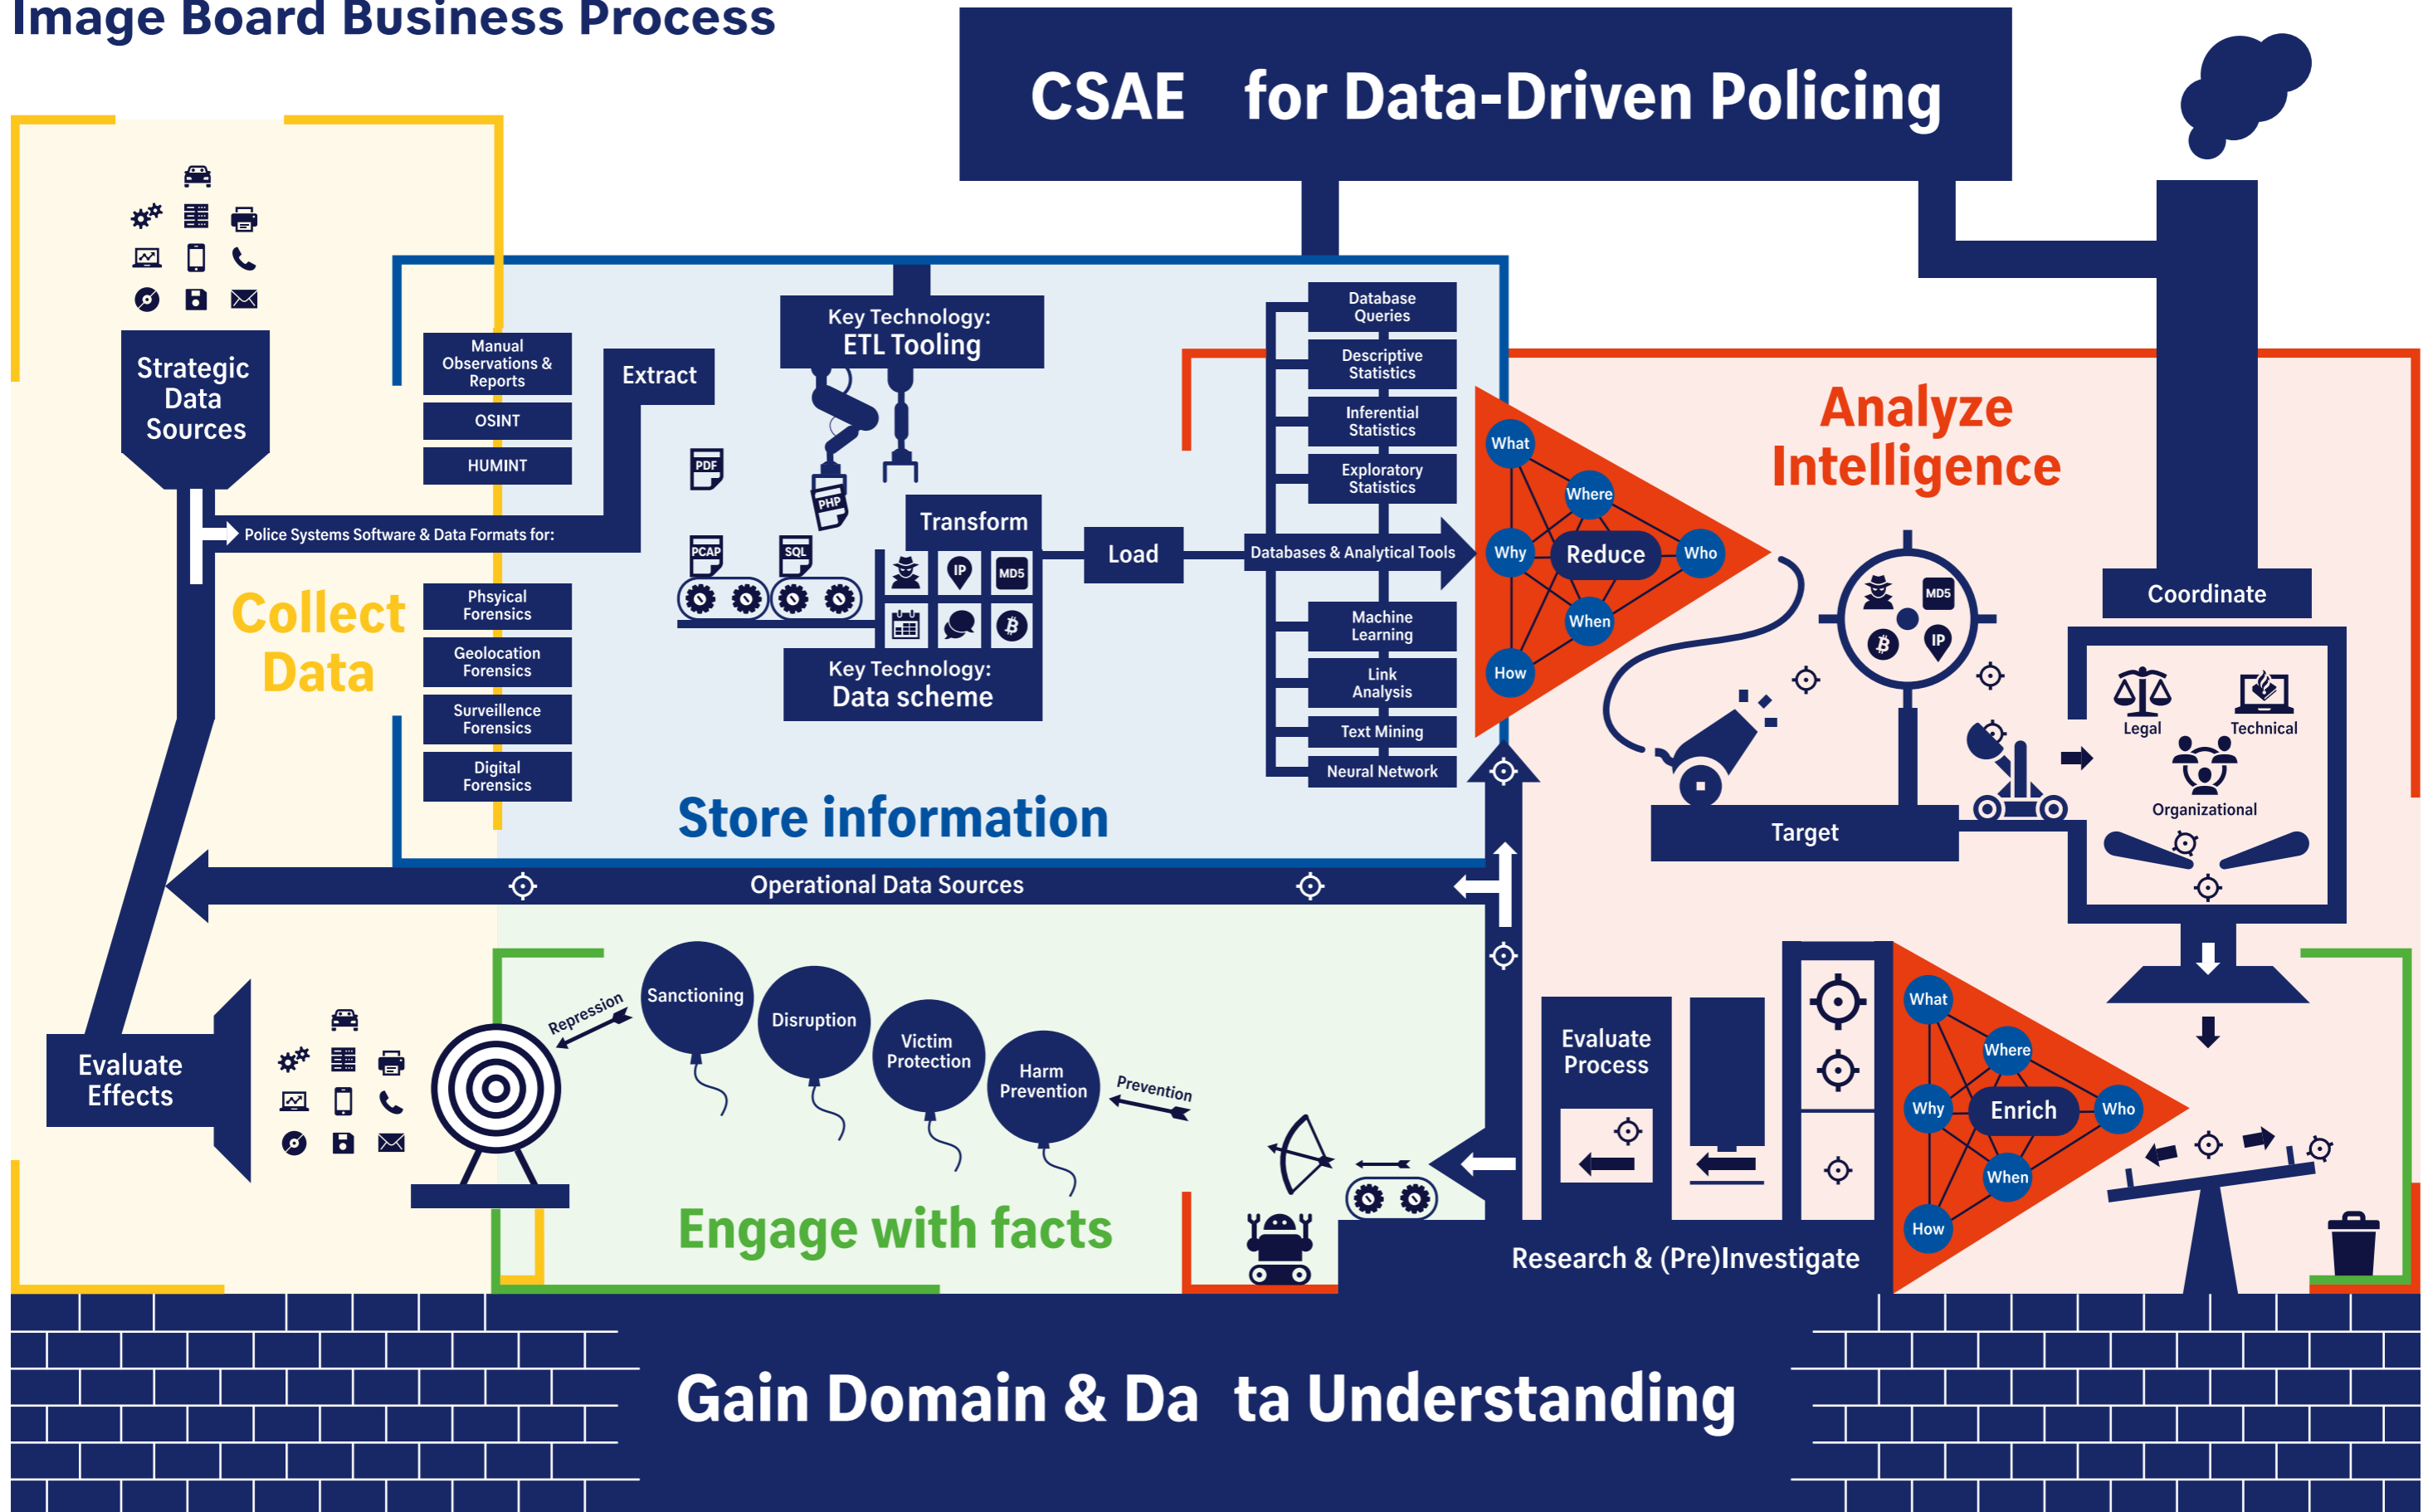 Image Board Business Process
CSAE for Data-Driven Policing
Strategic
Data
Sources
Manual
Observations &
Reports
OSINT
HUMINT
Police Systems Software & Data Formats for:
Collect
Data
Phsyical
Forensics
Geolocation
Forensics
Surveillence
Forensics
Digital
Forensics
Extract
Key Technology:
ETL Tooling
PDF
PHP
PCAP
SQL
Transform
IP
MD5
Key Technology:
Data scheme
Load
Store information
Database
Queries
Descriptive
Statistics
Inferential
Statistics
Exploratory
Statistics
Databases & Analytical Tools
Machine
Learning
Link
Analysis
Text Mining
Neural Network
What
Where
Why
Reduce
Who
When
How
Analyze
Intelligence
MD5
IP
Target
Coordinate
Legal
Technical
Organizational
Operational Data Sources
Evaluate
Effects
Repression
Sanctioning
Disruption
Victim
Protection
Harm
Prevention
Prevention
Engage with facts
Evaluate
Process
Research & (Pre)Investigate
What
Where
Why
Enrich
Who
When
How
Gain Domain & Da ta Understanding